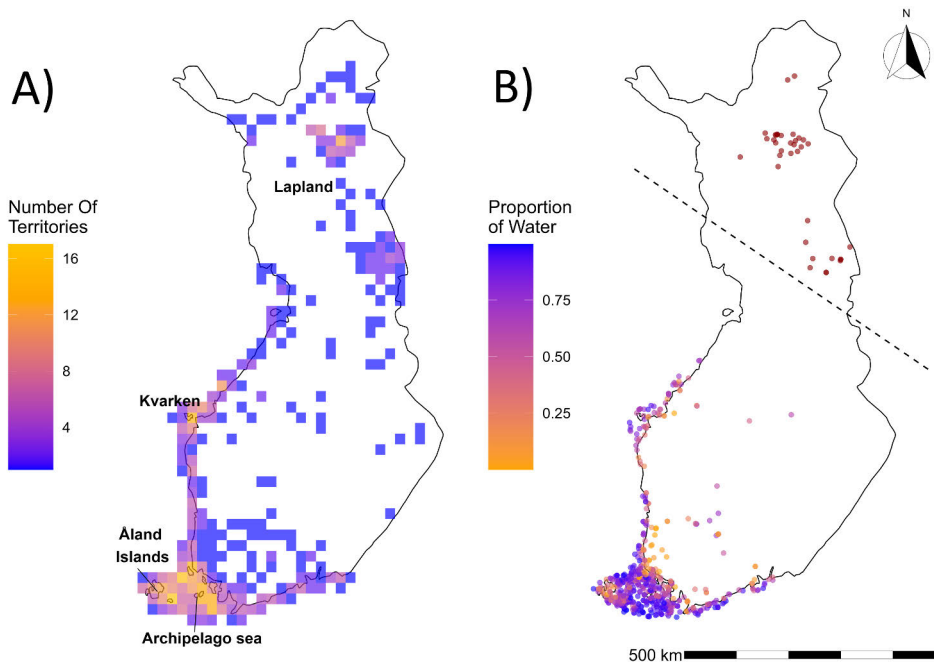 A)
B)
N
Lapland
Number Of
Territories
16
12
8
4
Kvarken
Åland
Islands
Archipelago sea
Proportion
of Water
0.75
0.50
0.25
500 km